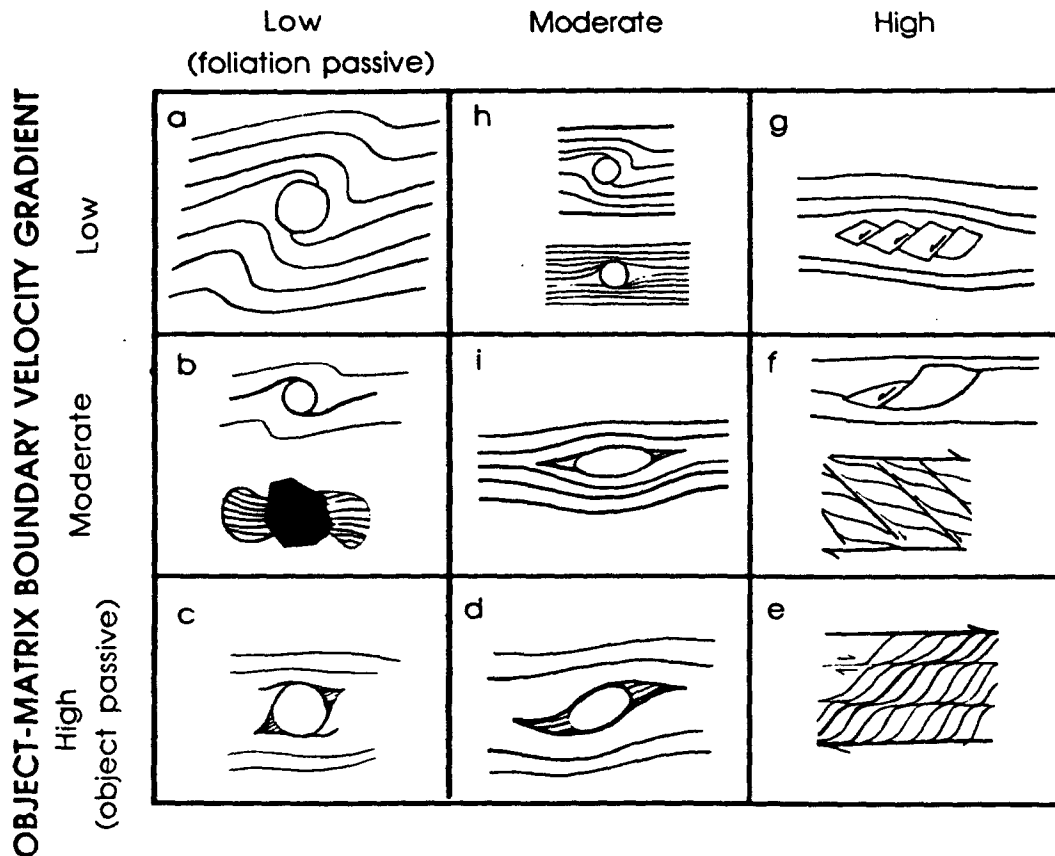 Low
(foliation passive)
Moderate
High
OBJECT-MATRIX BOUNDARY VELOCITY GRADIENT
Low
a
h
g
Moderate
b
i
f
High
(object passive)
c
d
e